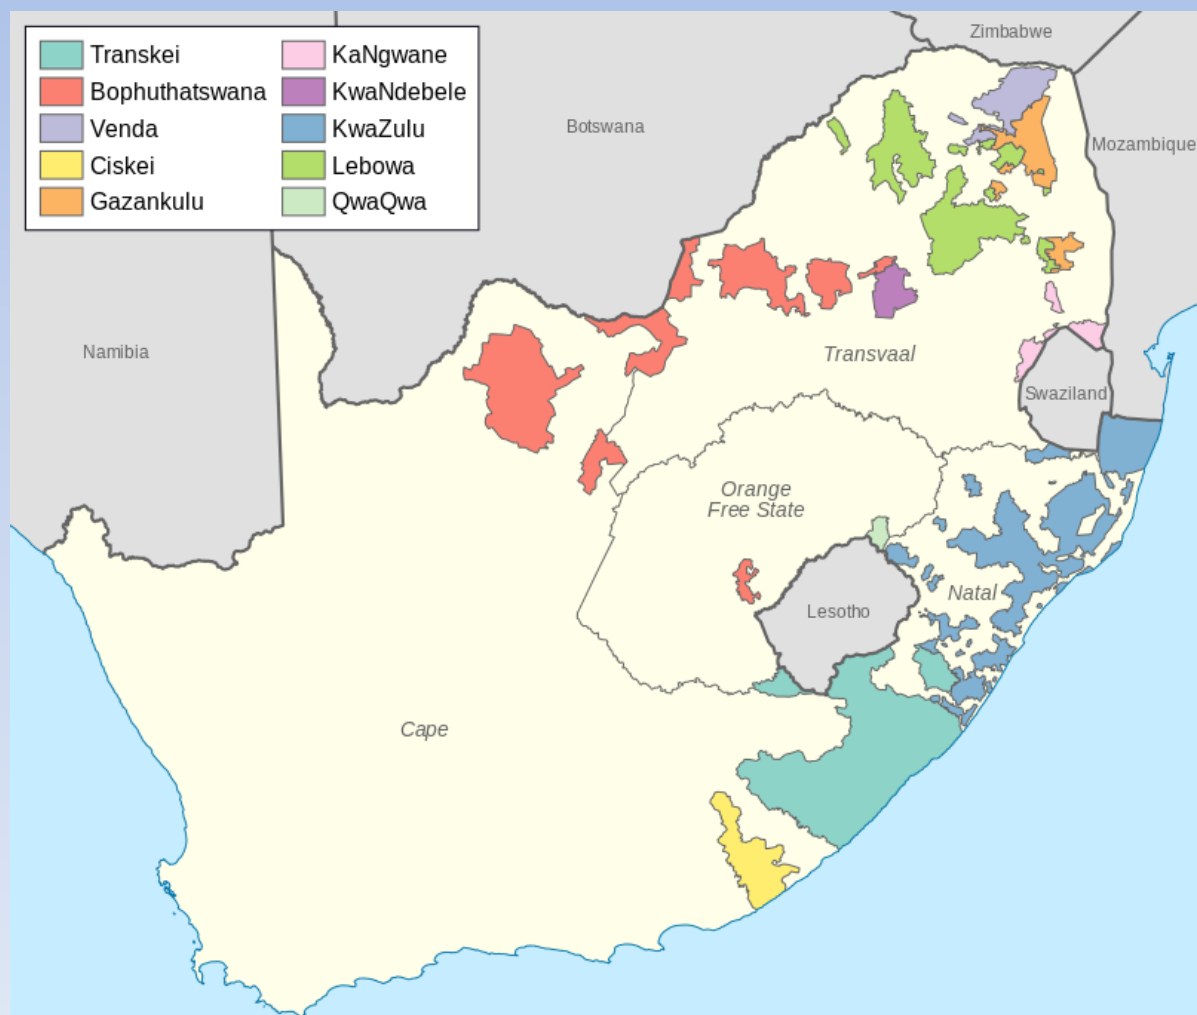 Transkei
Bophuthatswana
Venda
Ciskei
Gazankulu
KaNgwane
KwaNdebele
KwaZulu
Lebowa
QwaQwa
Zimbabwe
Botswana
Mozambique
Namibia
Transvaal
Swaziland
Orange
Free State
Natal
Lesotho
Cape